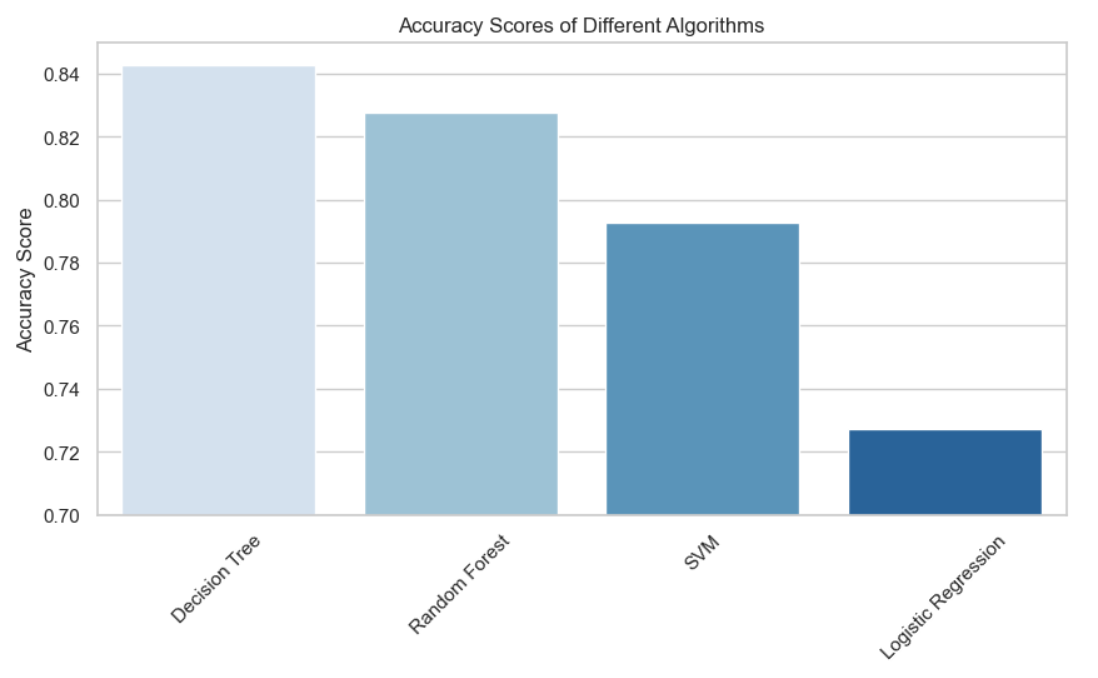 Accuracy Scores of Different Algorithms
Accuracy Score
0.84
0.82
0.80
0.78
0.76
0.74
0.72
0.70
Decision Tree
Random Forest
SVM
Logistic Regression